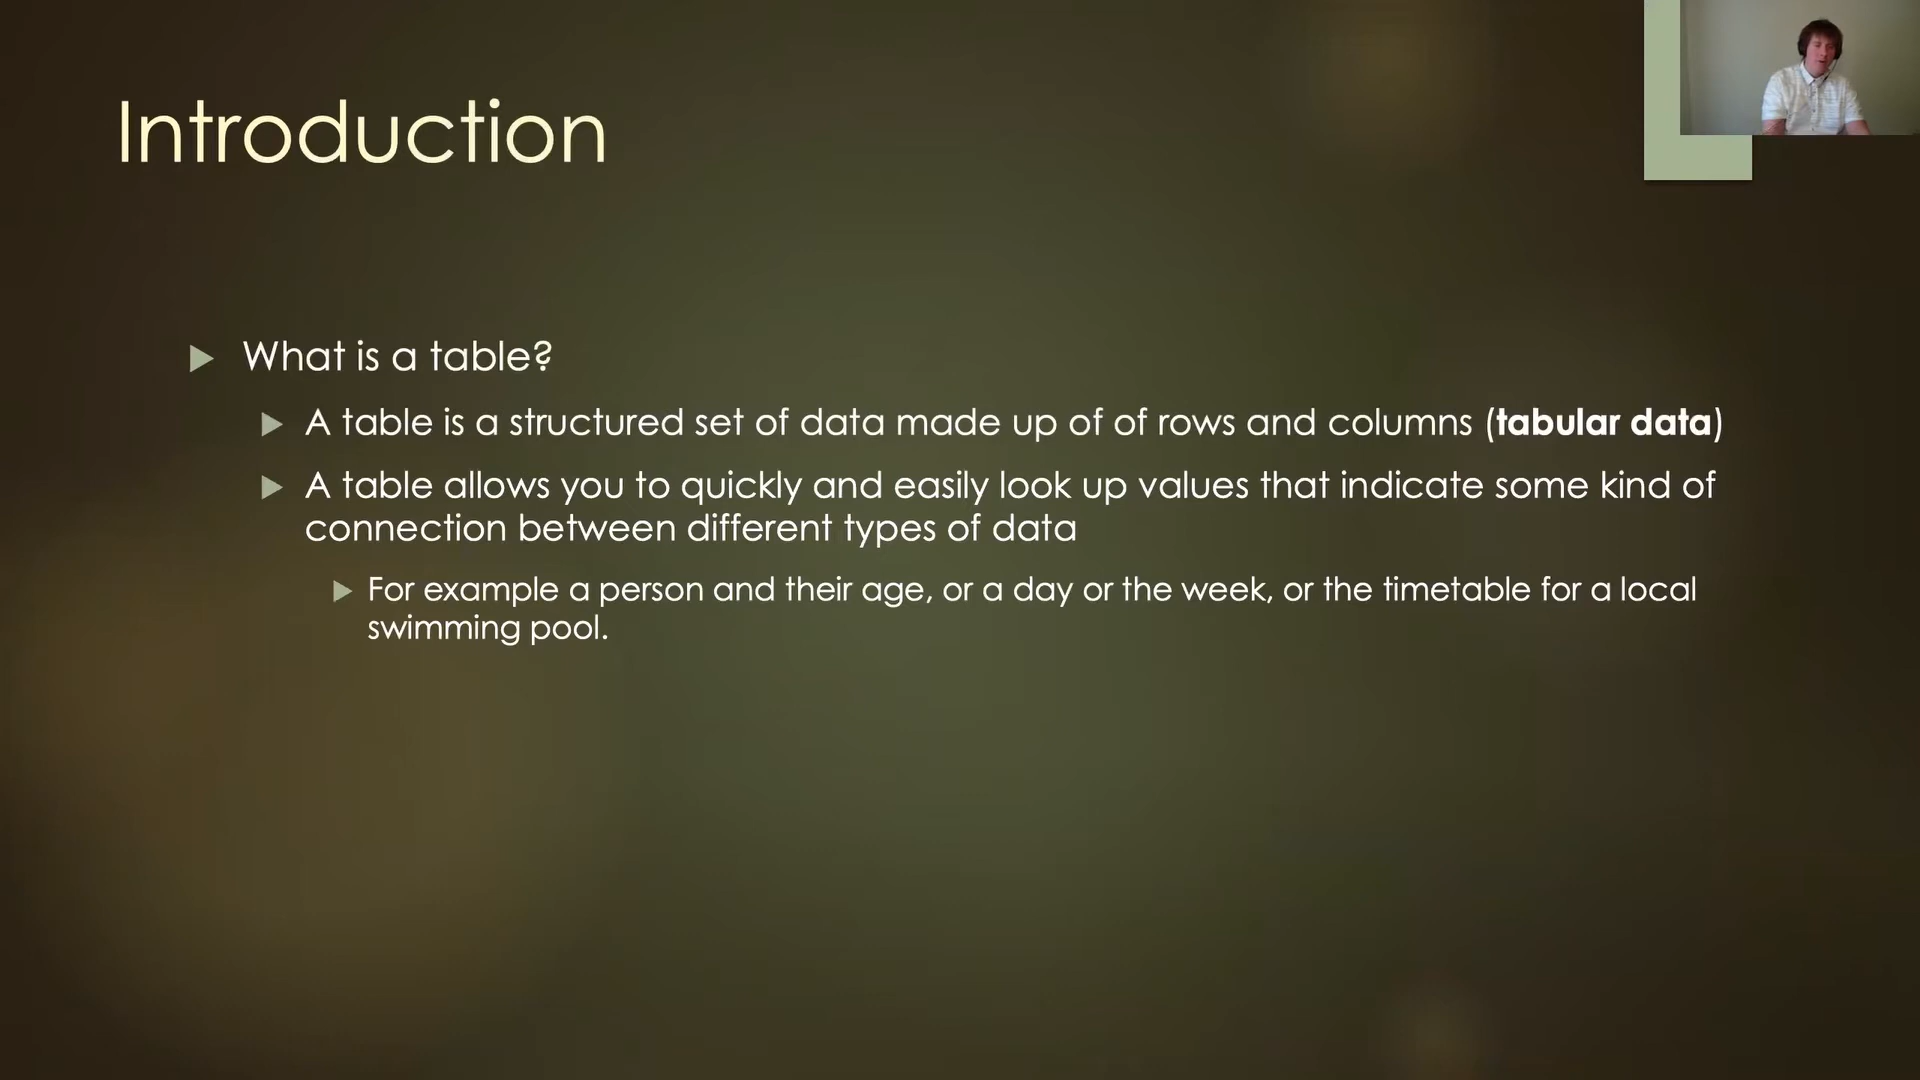 Introduction
What is a table?
A table is a structured set of data made up of of rows and columns (tabular data)
A table allows you to quickly and easily look up values that indicate some kind of
connection between different types of data
For example a person and their age, or a day or the week, or the timetable for a local
swimming pool.